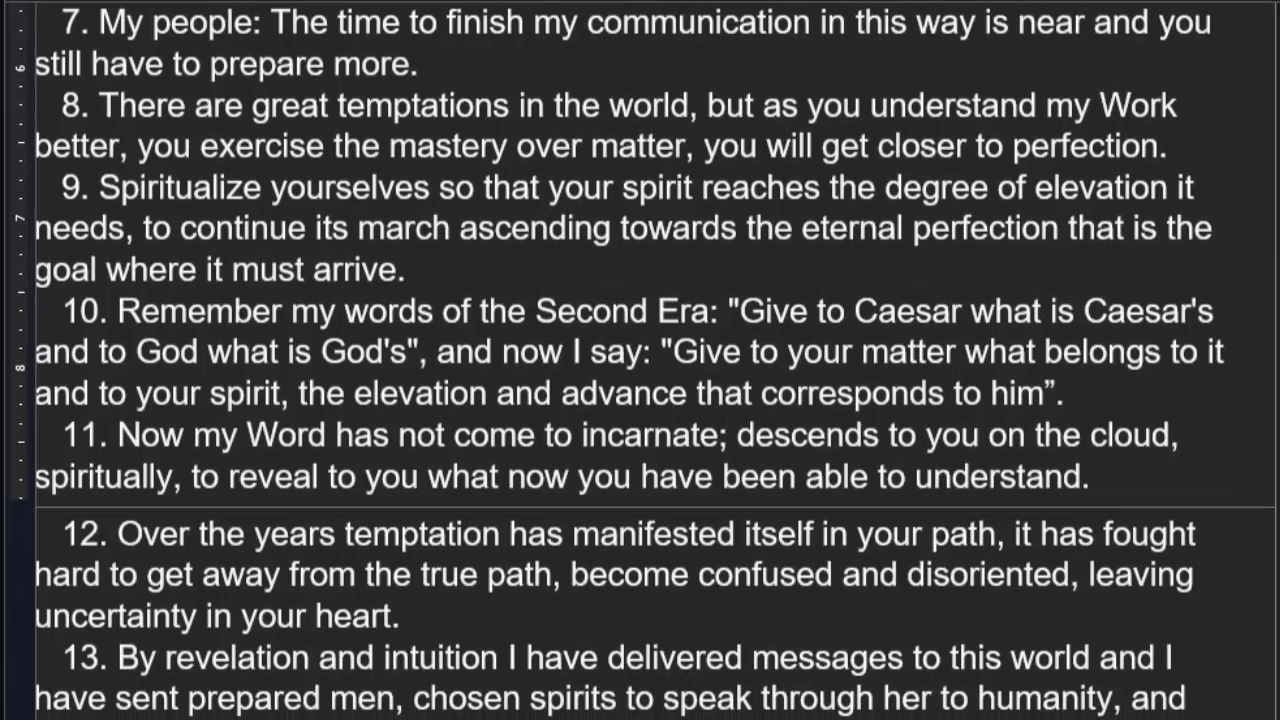 7. My people: The time to finish my communication in this way is near and you
still have to prepare more.
8. There are great temptations in the world, but as you understand my Work
better, you exercise the mastery over matter, you will get closer to perfection.
9. Spiritualize yourselves so that your spirit reaches the degree of elevation it
needs, to continue its march ascending towards the eternal perfection that is the
goal where it must arrive.
10. Remember my words of the Second Era: "Give to Caesar what is Caesar's
and to God what is God's", and now I say: "Give to your matter what belongs to it
and to your spirit, the elevation and advance that corresponds to him”.
11. Now my Word has not come to incarnate; descends to you on the cloud,
spiritually, to reveal to you what now you have been able to understand.
12. Over the years temptation has manifested itself in your path, it has fought
hard to get away from the true path, become confused and disoriented, leaving
uncertainty in your heart.
13. By revelation and intuition I have delivered messages to this world and I
have sent prepared men, chosen spirits to speak through her to humanity, and
6
7
8